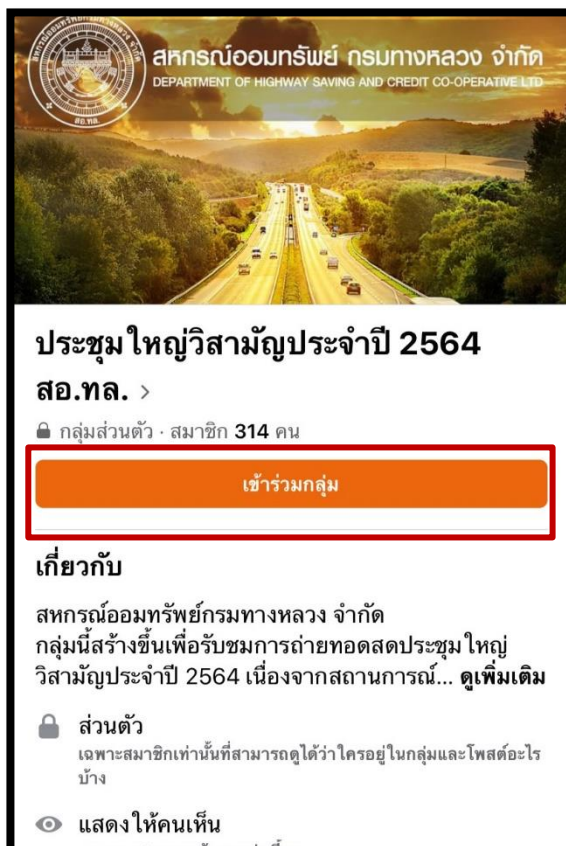 สหกรณ์ออมทรัพย์ กรมทางหลวง จำกัด
DEPARTMENT OF HIGHWAY SAVING AND CREDIT CO-OPERATIVE LTD
สอ.ทล.
ประชุมใหญ่วิสามัญประจำปี 2564
สอ.ทล. >
กลุ่มส่วนตัว · สมาชิก 314 คน
เข้าร่วมกลุ่ม
เกี่ยวกับ
สหกรณ์ออมทรัพย์กรมทางหลวง จำกัด
กลุ่มนี้สร้างขึ้นเพื่อรับชมการถ่ายทอดสดประชุมใหญ่
วิสามัญประจำปี 2564 เนื่องจากสถานการณ์... ดูเพิ่มเติม
ส่วนตัว
เฉพาะสมาชิกเท่านั้นที่สามารถดูได้ว่าใครอยู่ในกลุ่มและโพสต์อะไร
บ้าง
แสดงให้คนเห็น